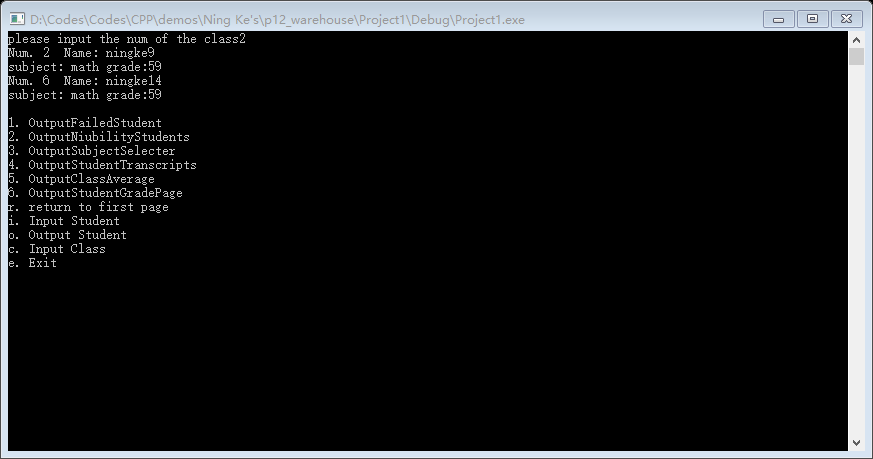 D:\Codes\Codes\CPP\demos\Ning Ke's\p12_warehouse\Project1\Debug\Project1.exe
please input the num of the class2
Num. 2  Name: ningke9
subject: math grade:59
Num. 6  Name: ningke14
subject: math grade:59
1. OutputFailedStudent
2. OutputNiubilityStudents
3. OutputSubjectSelecter
4. OutputStudentTranscripts
5. OutputClassAverage
6. OutputStudentGradePage
r. return to first page
i. Input Student
o. Output Student
c. Input Class
e. Exit